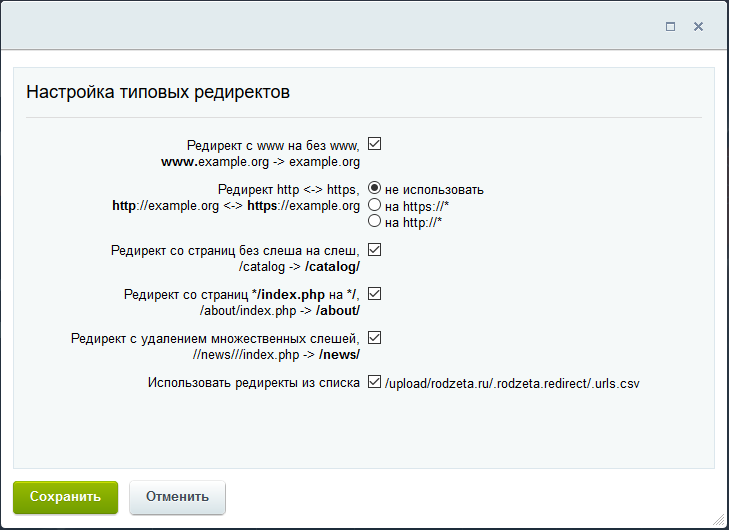 Настройка типовых редиректов
Редирект с www на без www,
www.example.org -> example.org
Редирект http <-> https,
http://example.org <-> https://example.org
не использовать
на https://*
на http://*
Редирект со страниц без слеша на слеш,
/catalog -> /catalog/
Редирект со страниц */index.php на */,
/about/index.php -> /about/
Редирект с удалением множественных слешей,
//news///index.php -> /news/
Использовать редиректы из списка
/upload/rodzeta.ru/.rodzeta.redirect/.urls.csv
Сохранить
Отменить